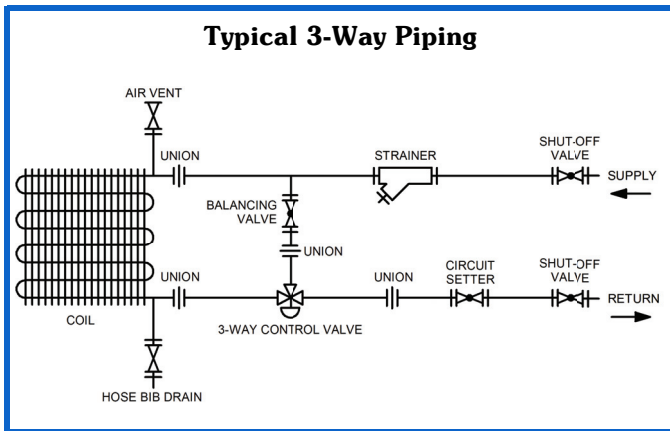 Typical 3-Way Piping
AIR VENT
UNION
STRAINER
SHUT-OFF
VALVE
SUPPLY
BALANCING
VALVE
UNION
UNION
UNION
CIRCUIT
SETTER
SHUT-OFF
VALVE
RETURN
COIL
3-WAY CONTROL VALVE
HOSE BIB DRAIN